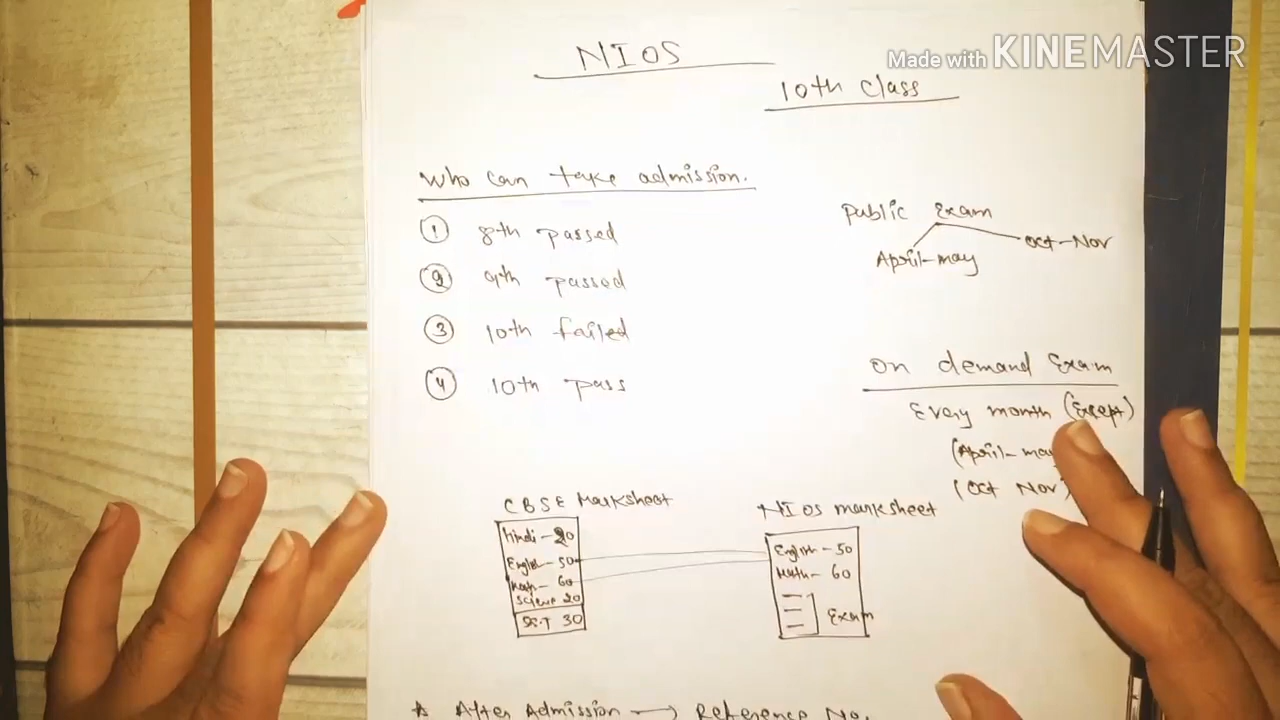 NIOS
Made with KINEMASTER
10th class
who can take admission.
① 8th passed
② 9th passed
③ 10th failed
④ 10th pass
Public Exam
April-may
Oct-Nov
On demand Exam
Every month (Exsept)
(April-may
(Oct Nov)
CBSE Marksheet
hindi - 20
English - 50
Math - 60
Science 20
S.S.T 30
NIOS marksheet
English - 50
Math - 60
Exam
* After Admission → Reference No.